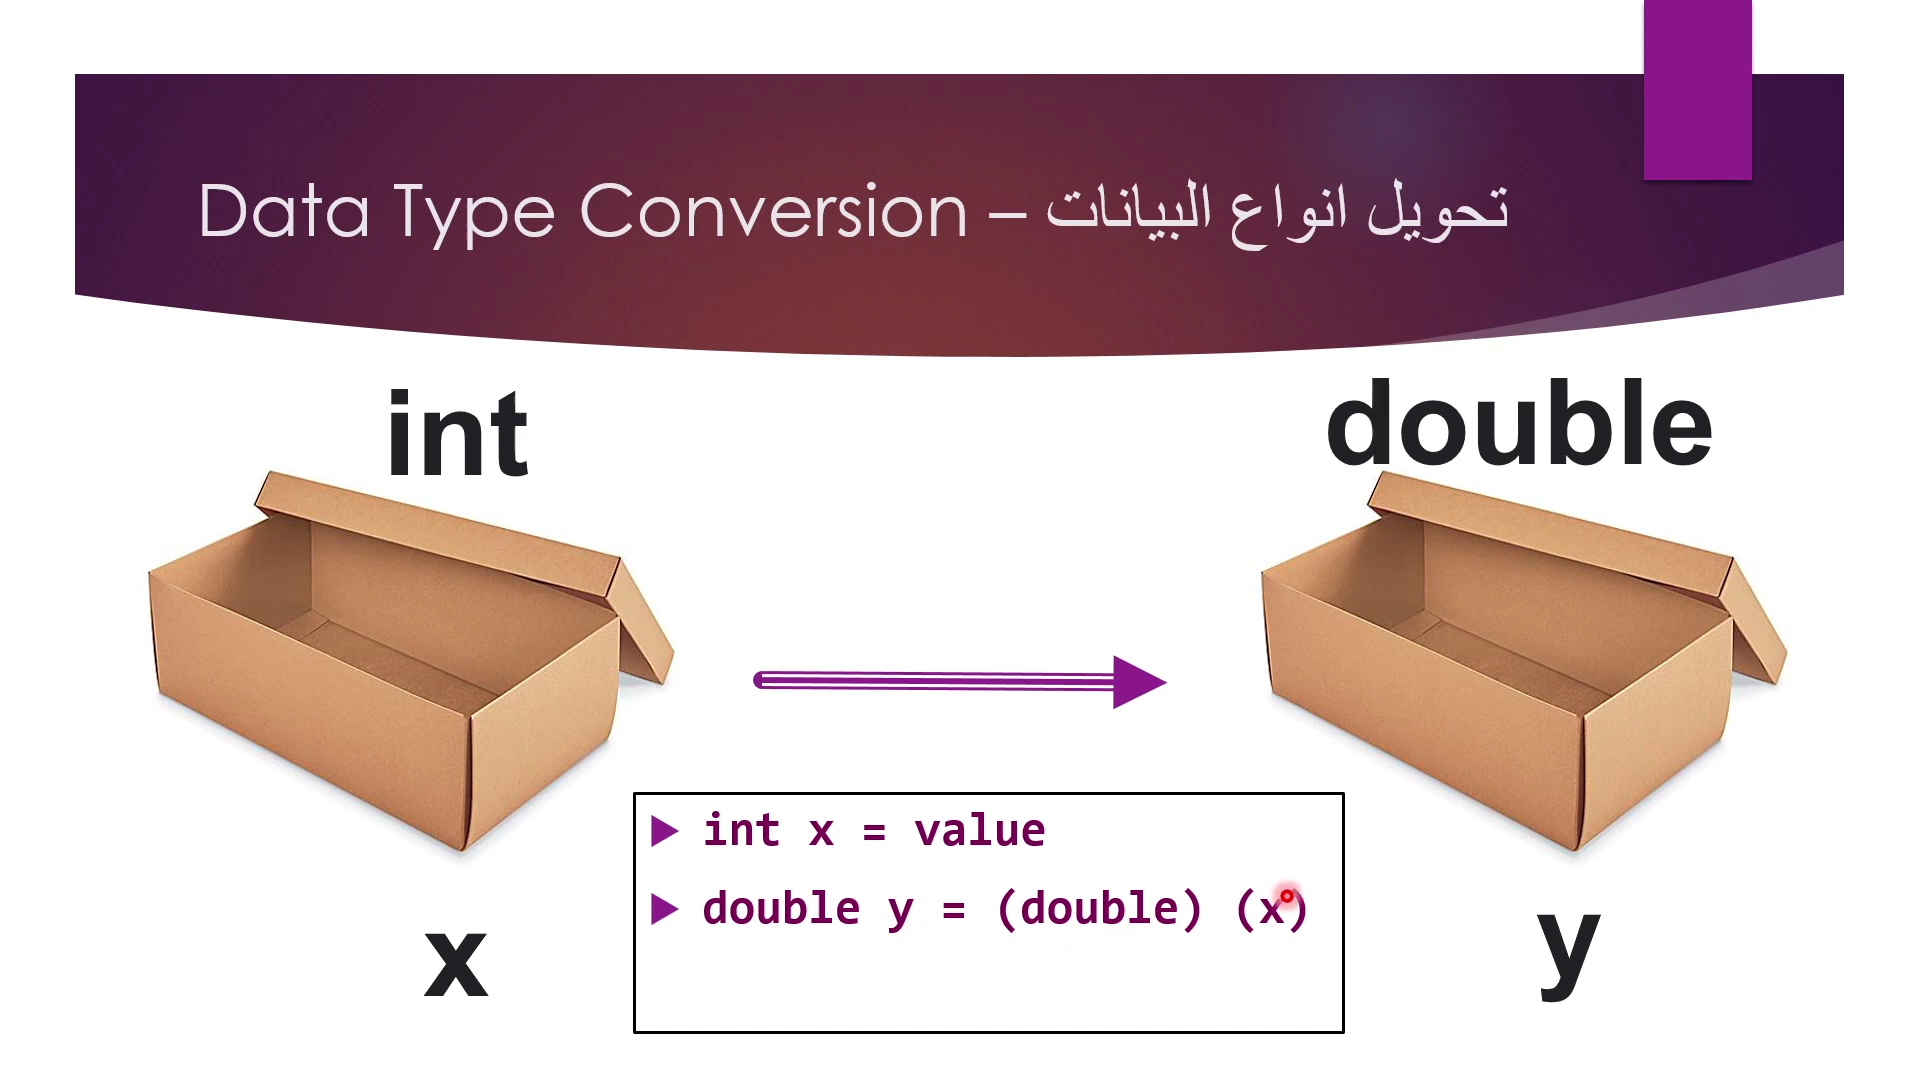 Data Type Conversion – تحويل انواع البيانات
int
double
int x = value
double y = (double) (x)
x
y